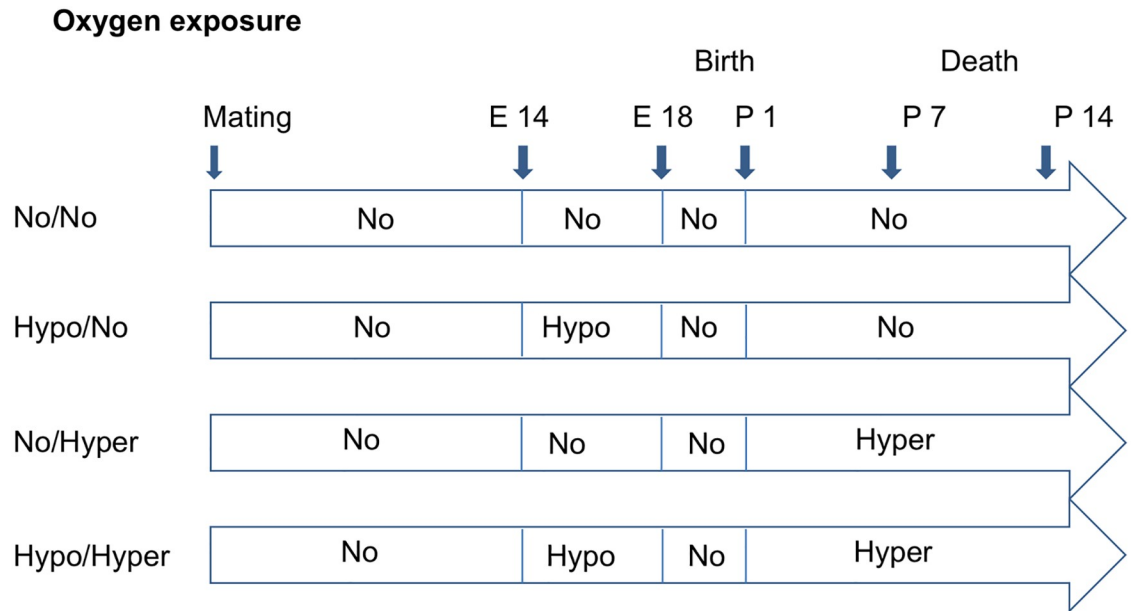 Oxygen exposure
Birth Death
Mating E 14 E 18 P 1 P 7 P 14
No/No No No No No
Hypo/No No Hypo No No
No/Hyper No No No Hyper
Hypo/Hyper No Hypo No Hyper